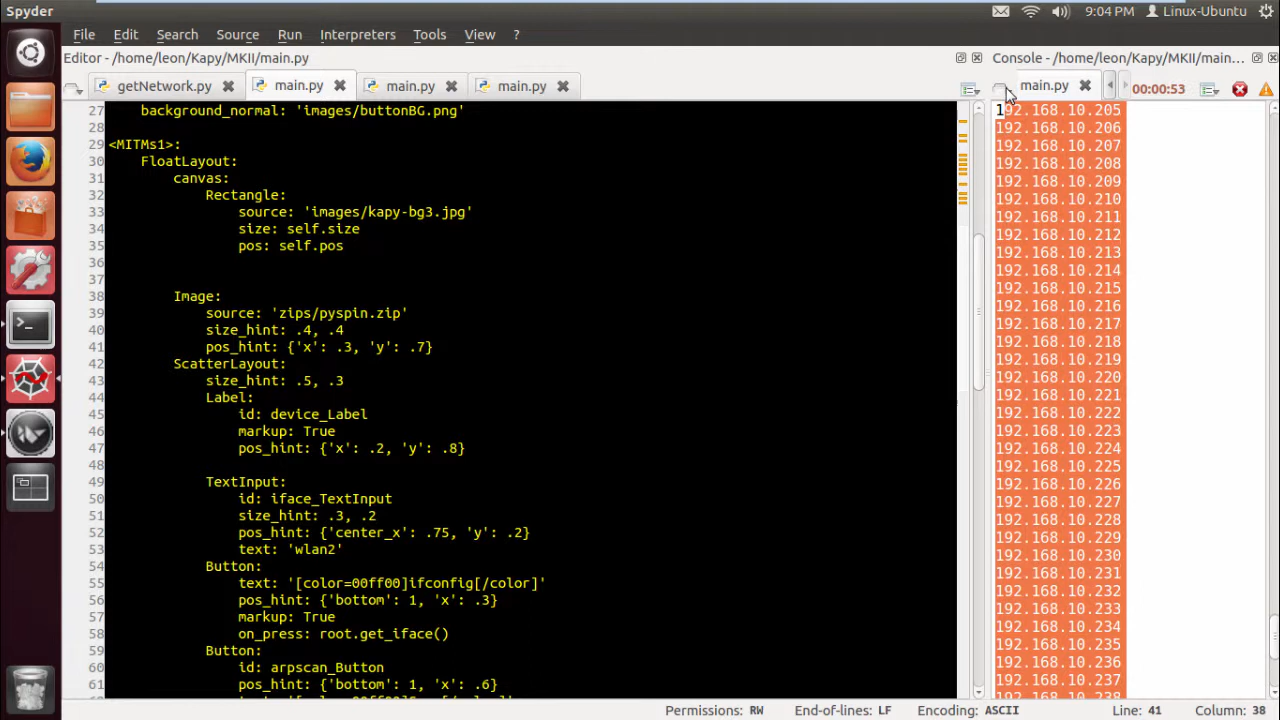 Spyder
9:04 PM
Linux-Ubuntu
File Edit Search Source Run Interpreters Tools View ?
Editor - /home/leon/Kapy/MKII/main.py
Console - /home/leon/Kapy/MKII/main...
getNetwork.py
main.py
main.py
main.py
main.py
00:00:53
27 background_normal: 'images/buttonBG.png'
28
29 <MITMs1>:
30 FloatLayout:
31 canvas:
32 Rectangle:
33 source: 'images/kapy-bg3.jpg'
34 size: self.size
35 pos: self.pos
36
37
38 Image:
39 source: 'zips/pyspin.zip'
40 size_hint: .4, .4
41 pos_hint: {'x': .3, 'y': .7}
42 ScatterLayout:
43 size_hint: .5, .3
44 Label:
45 id: device_Label
46 markup: True
47 pos_hint: {'x': .2, 'y': .8}
48
49 TextInput:
50 id: iface_TextInput
51 size_hint: .3, .2
52 pos_hint: {'center_x': .75, 'y': .2}
53 text: 'wlan2'
54 Button:
55 text: '[color=00ff00]ifconfig[/color]'
56 pos_hint: {'bottom': 1, 'x': .3}
57 markup: True
58 on_press: root.get_iface()
59 Button:
60 id: arpscan_Button
61 pos_hint: {'bottom': 1, 'x': .6}
192.168.10.205
192.168.10.206
192.168.10.207
192.168.10.208
192.168.10.209
192.168.10.210
192.168.10.211
192.168.10.212
192.168.10.213
192.168.10.214
192.168.10.215
192.168.10.216
192.168.10.217
192.168.10.218
192.168.10.219
192.168.10.220
192.168.10.221
192.168.10.222
192.168.10.223
192.168.10.224
192.168.10.225
192.168.10.226
192.168.10.227
192.168.10.228
192.168.10.229
192.168.10.230
192.168.10.231
192.168.10.232
192.168.10.233
192.168.10.234
192.168.10.235
192.168.10.236
192.168.10.237
192.168.10.238
Permissions: RW End-of-lines: LF Encoding: ASCII Line: 41 Column: 38